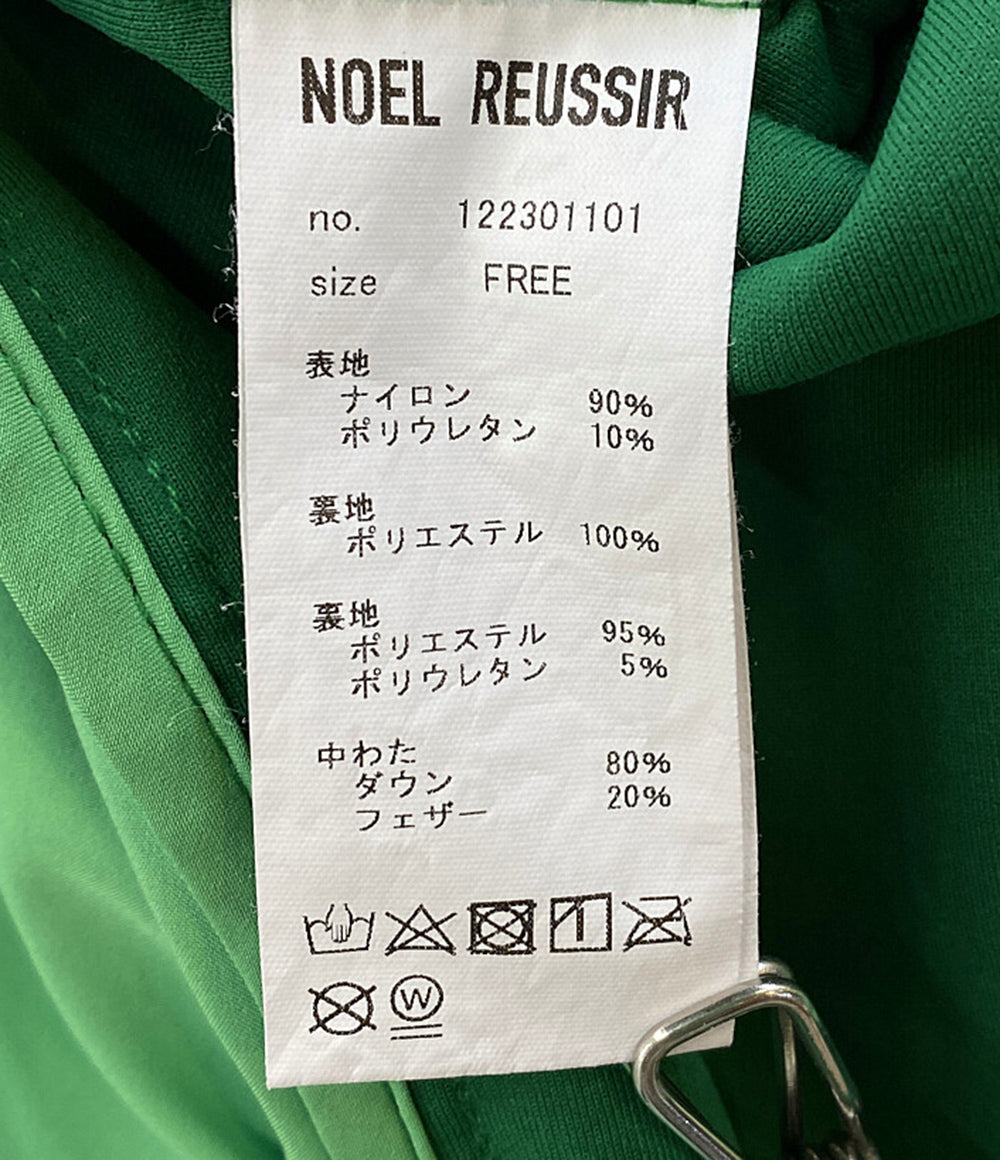 NOEL REUSSIR
no. 122301101
size FREE
表地
ナイロン 90%
ポリウレタン 10%
裏地
ポリエステル 100%
裏地
ポリエステル 95%
ポリウレタン 5%
中わた
ダウン 80%
フェザー 20%
W